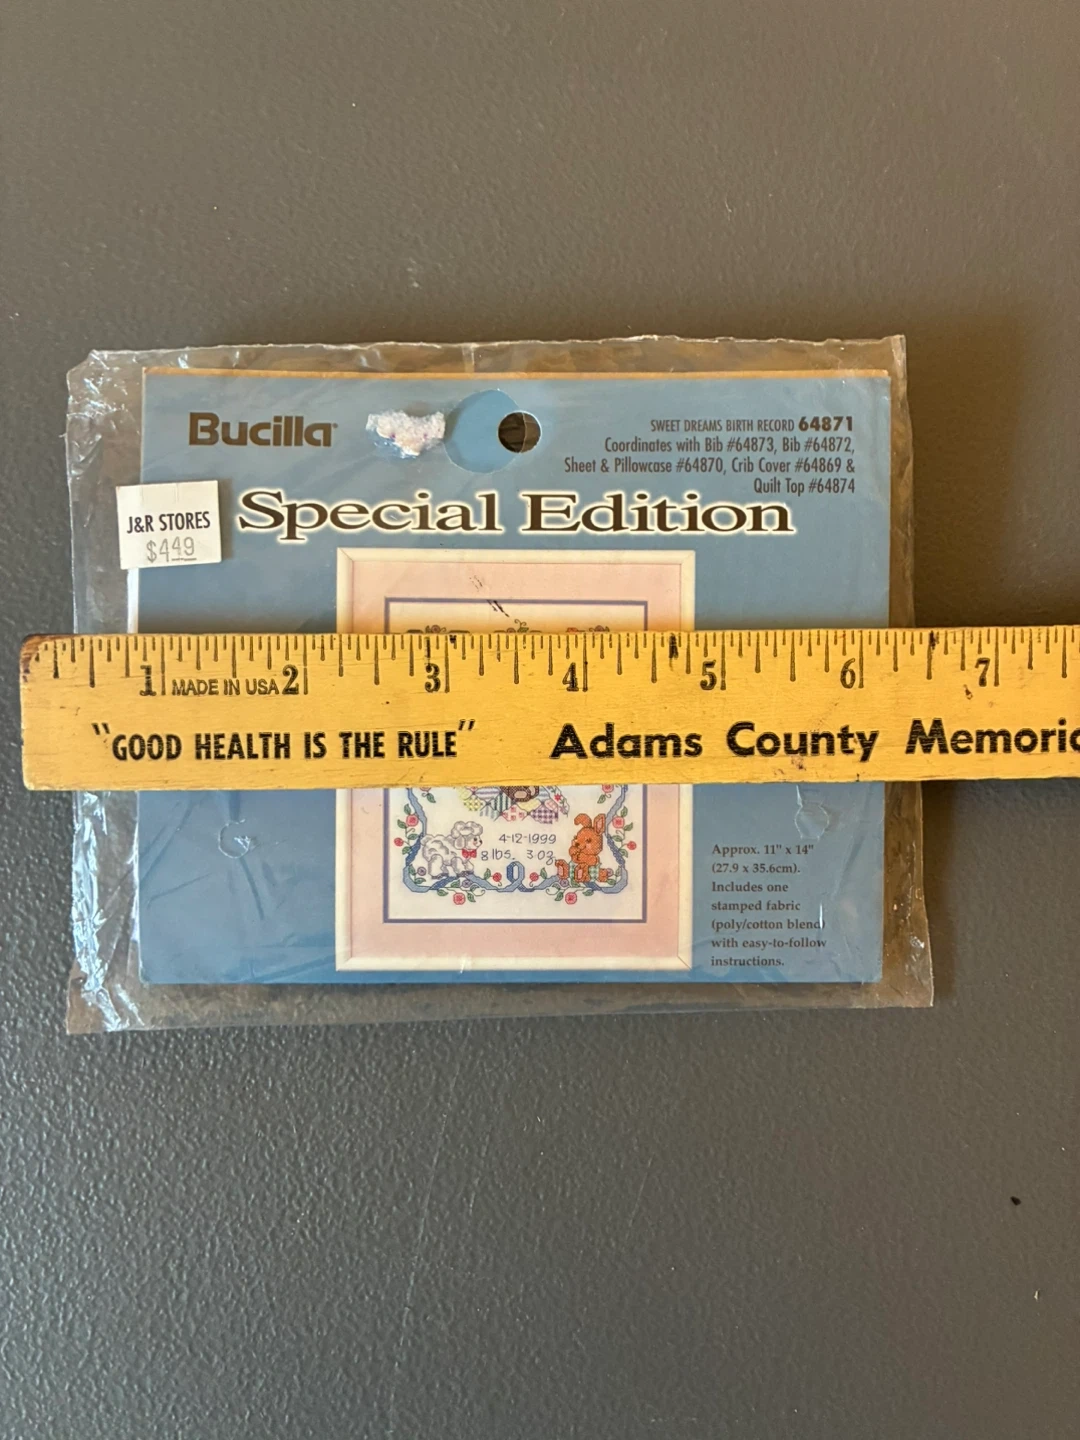 Bucilla
SWEET DREAMS BIRTH RECORD 64871
Coordinates with Bib #64873, Bib #64872,
Sheet & Pillowcase #64870, Crib Cover #64869 &
Quilt Top #64874
J&R STORES
$4.49
Special Edition
1 MADE IN USA 2 3 4 5 6 7
"GOOD HEALTH IS THE RULE" Adams County Memoria
4-12-1999
8 lbs. 3 oz.
Approx. 11" x 14"
(27.9 x 35.6cm).
Includes one
stamped fabric
(poly/cotton blend)
with easy-to-follow
instructions.